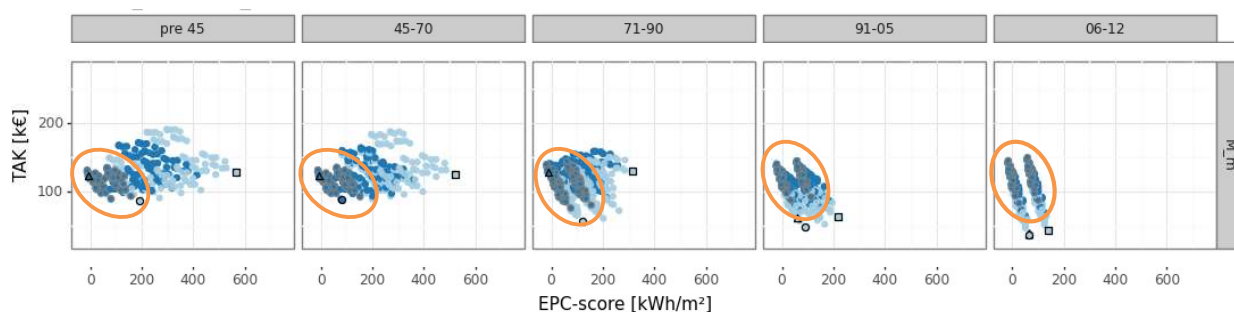 pre 45 45-70 71-90 91-05 06-12
200
100
TAK [k€]
M_m
0 200 400 600 0 200 400 600 0 200 400 600 0 200 400 600 0 200 400 600
EPC-score [kWh/m²]